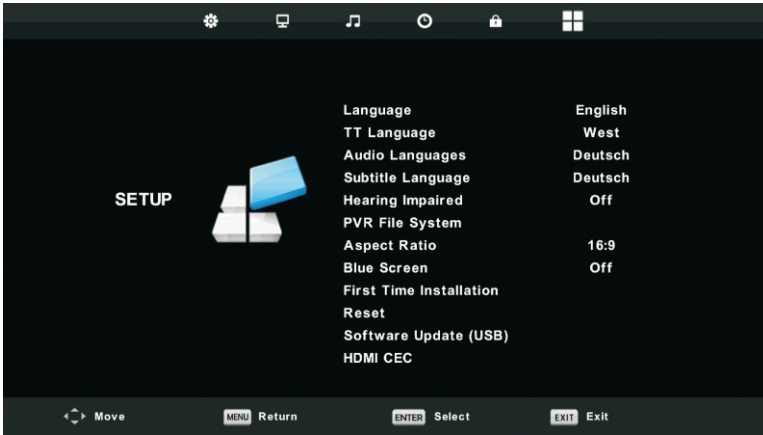 SETUP
Language English
TT Language West
Audio Languages Deutsch
Subtitle Language Deutsch
Hearing Impaired Off
PVR File System
Aspect Ratio 16:9
Blue Screen Off
First Time Installation
Reset
Software Update (USB)
HDMI CEC
Move MENU Return ENTER Select EXIT Exit